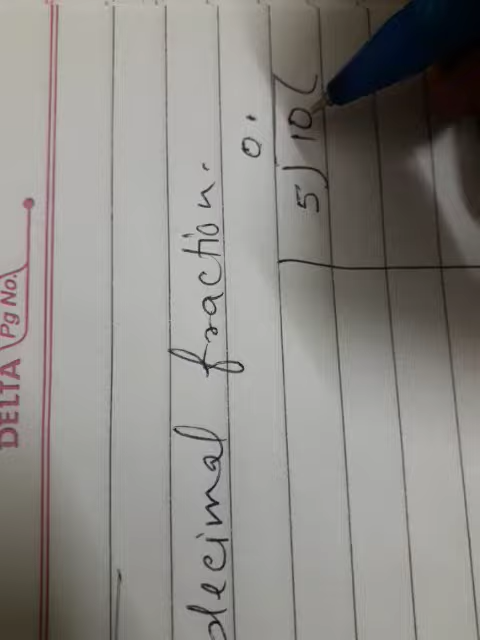 DELTA Pg No.
decimal fraction.
0.
5) 10 (